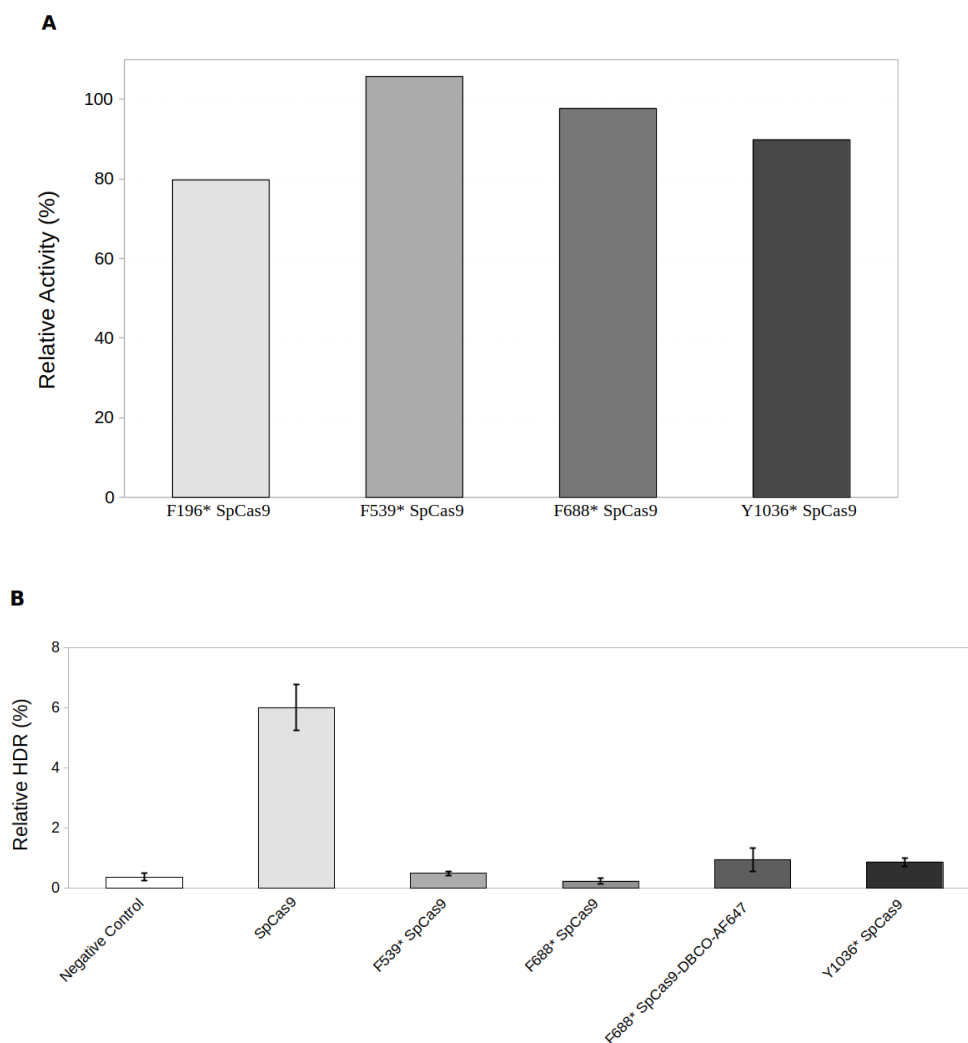 A
Relative Activity (%)
100
80
60
40
20
0
F196* SpCas9
F539* SpCas9
F688* SpCas9
Y1036* SpCas9
B
Relative HDR (%)
8
6
4
2
0
Negative Control
SpCas9
F539* SpCas9
F688* SpCas9
F688* SpCas9-DBCO-AF647
Y1036* SpCas9